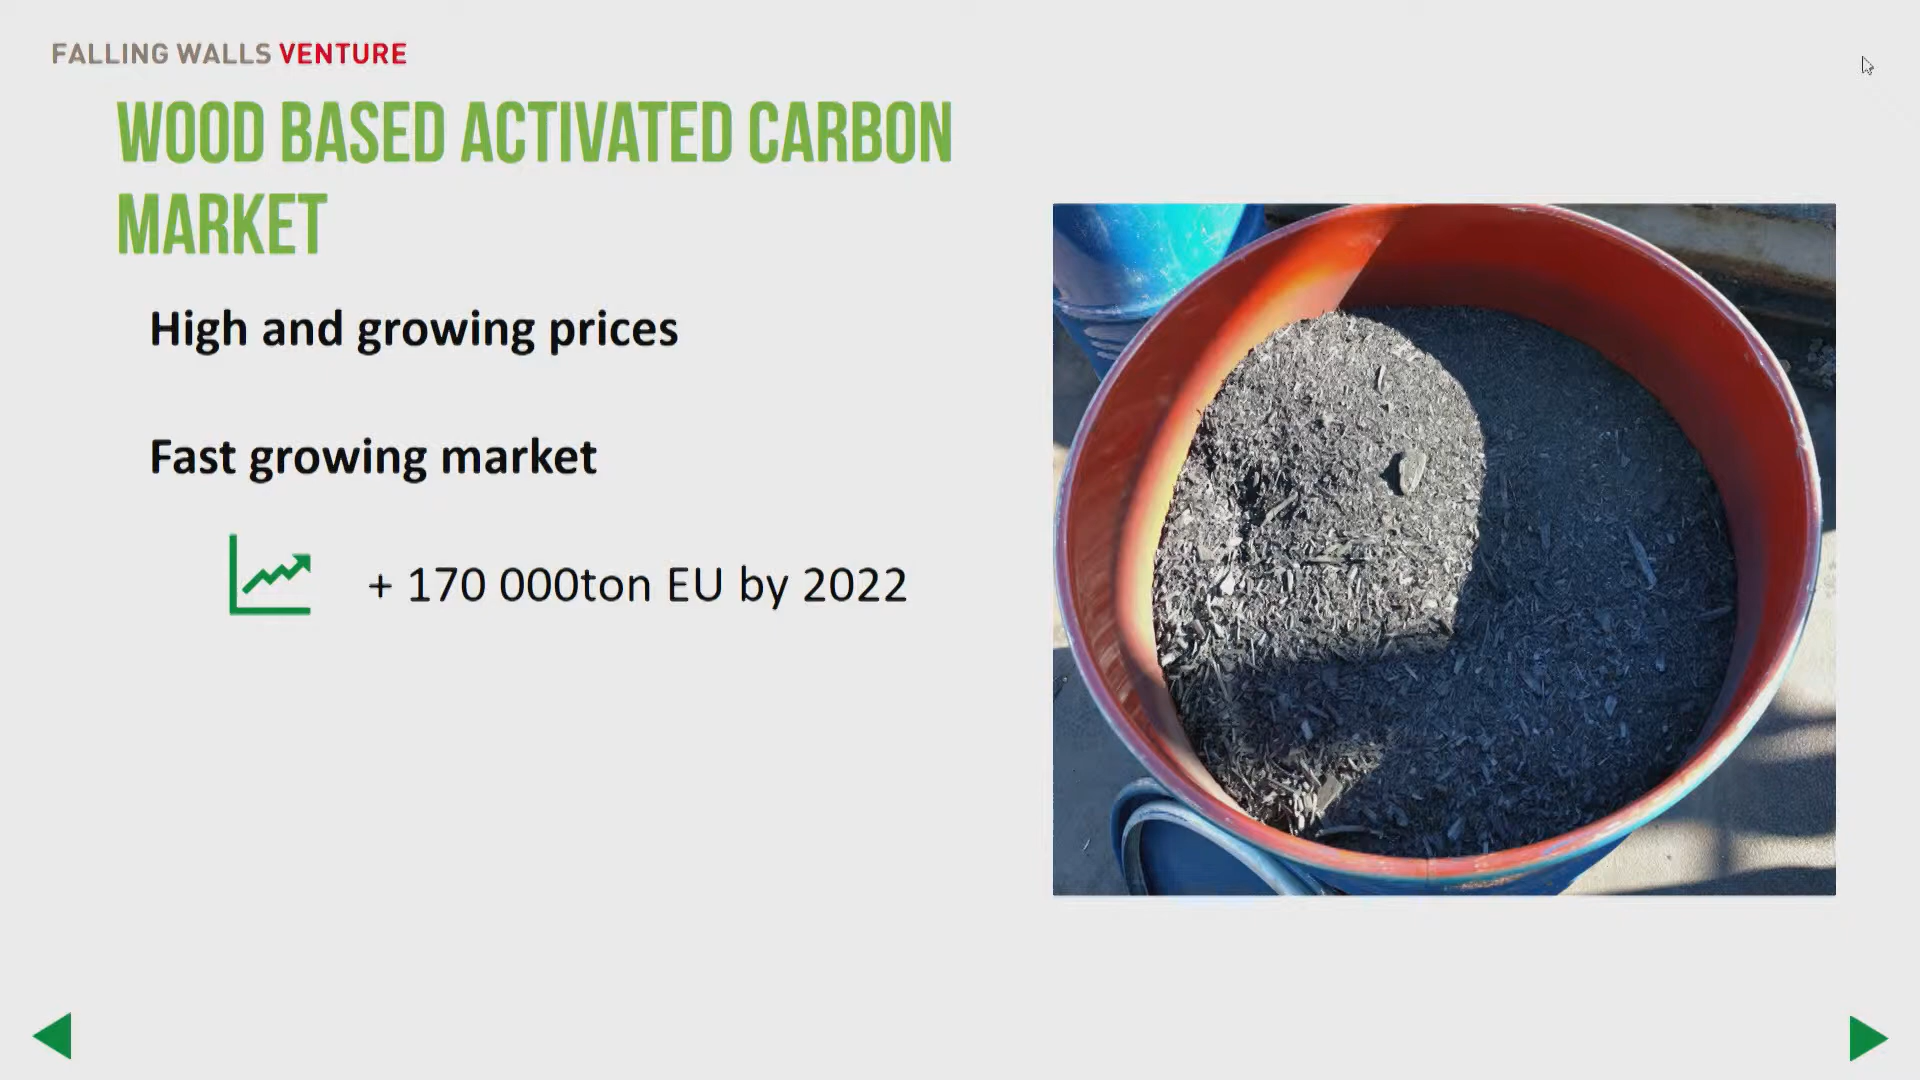 FALLING WALLS VENTURE
WOOD BASED ACTIVATED CARBON
MARKET
High and growing prices
Fast growing market
+ 170 000ton EU by 2022